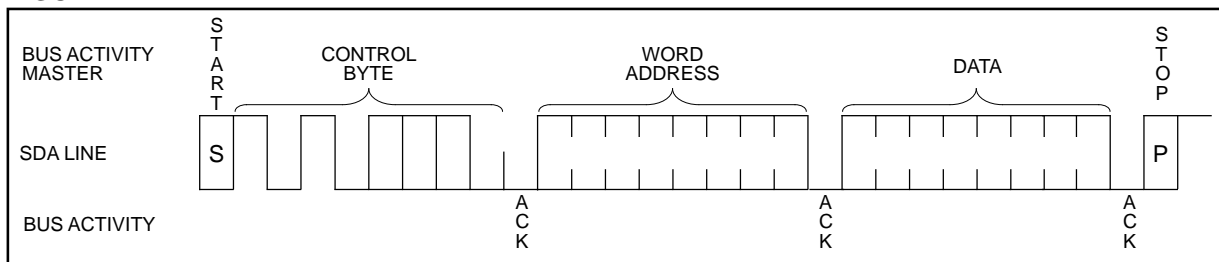 START
STOP
BUS ACTIVITY
MASTER
CONTROL
BYTE
WORD
ADDRESS
DATA
SDA LINE
S
P
BUS ACTIVITY
ACK
ACK
ACK